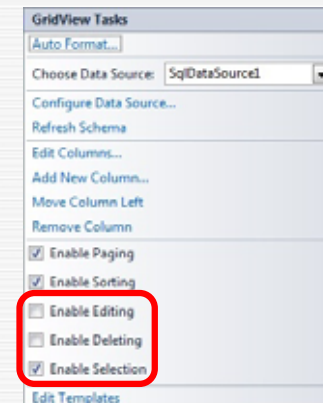 GridView Tasks
Auto Format...
Choose Data Source: SqlDataSource1
Configure Data Source...
Refresh Schema
Edit Columns...
Add New Column...
Move Column Left
Remove Column
Enable Paging
Enable Sorting
Enable Editing
Enable Deleting
Enable Selection
Edit Templates